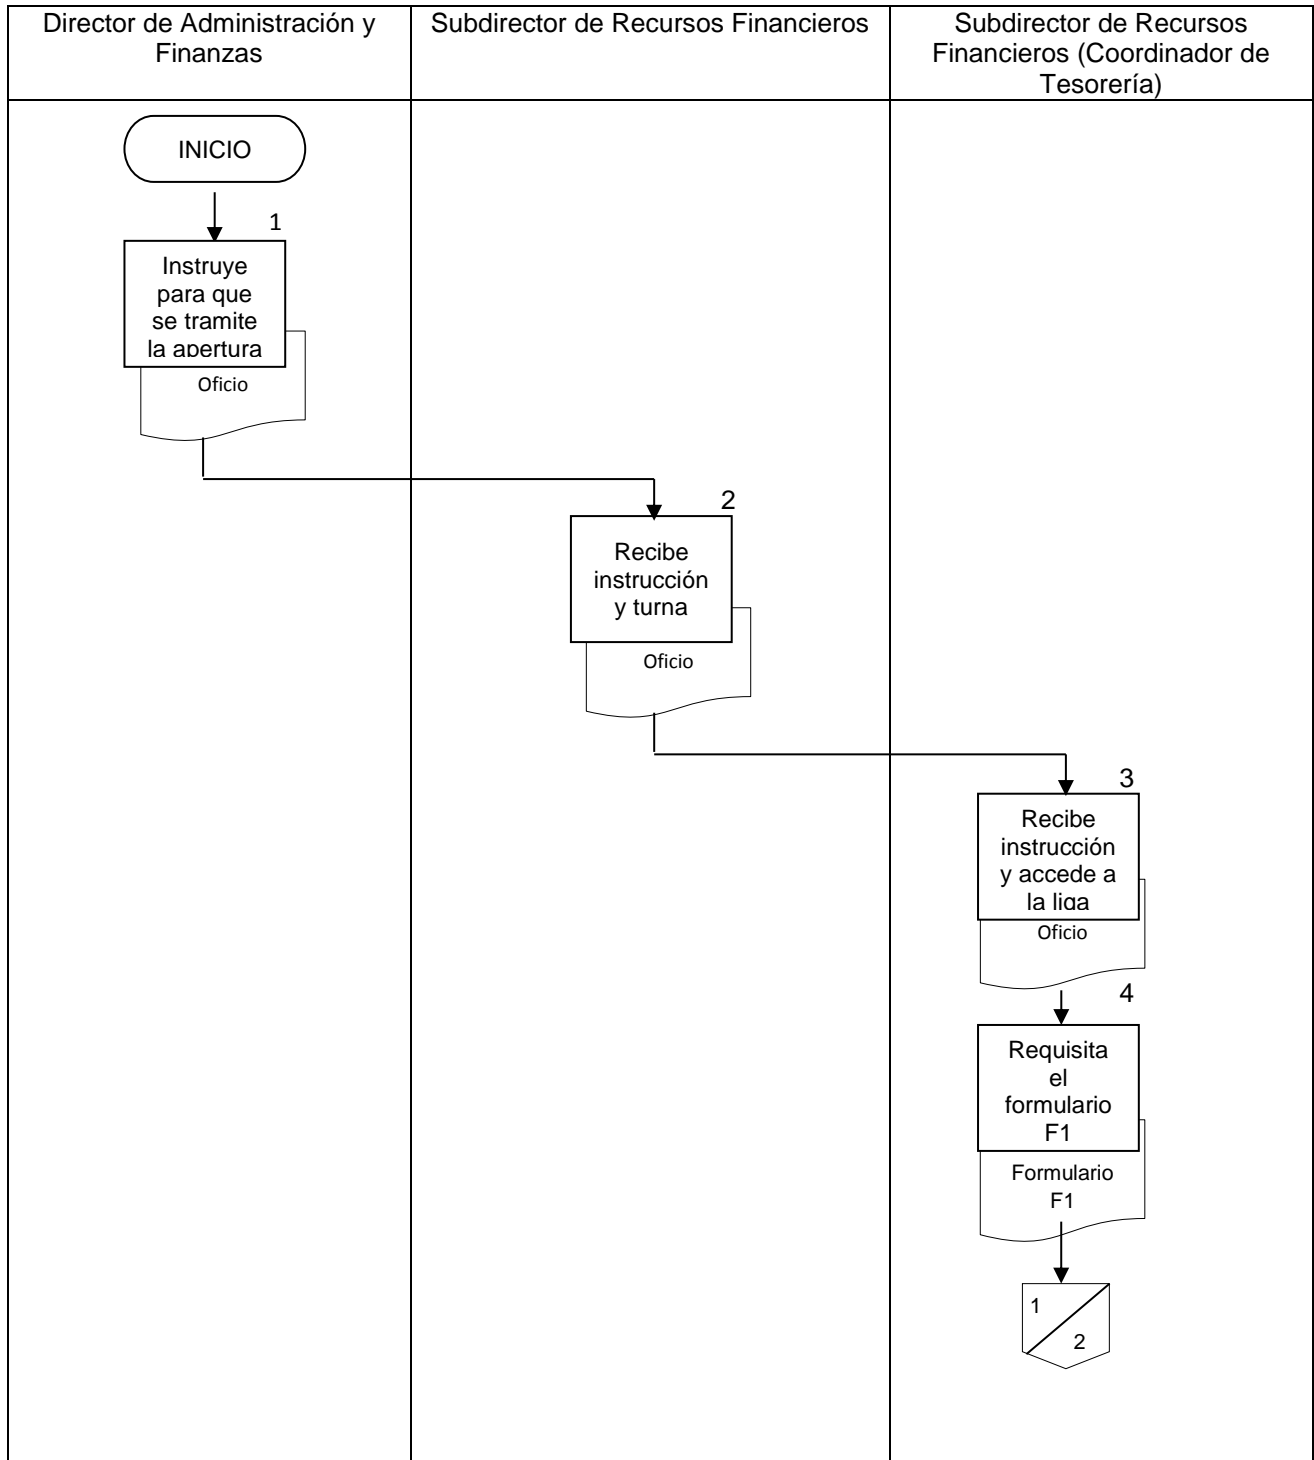 Director de Administración y
Finanzas
Subdirector de Recursos Financieros
Subdirector de Recursos
Financieros (Coordinador de
Tesorería)
INICIO
1
Instruye
para que
se tramite
la apertura
Oficio
2
Recibe
instrucción
y turna
Oficio
3
Recibe
instrucción
y accede a
la liga
Oficio
4
Requisita
el
formulario
F1
Formulario
F1
1
2